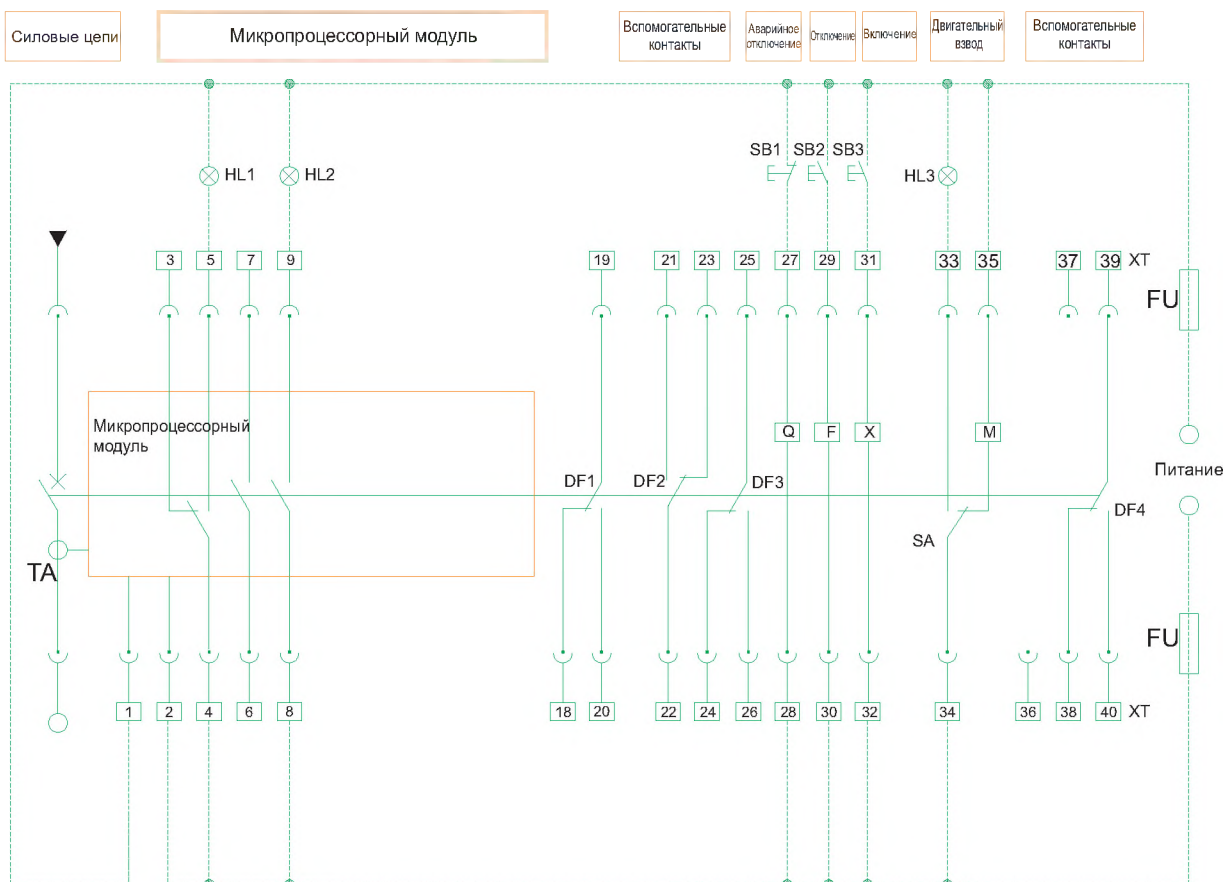 Силовые цепи
Микропроцессорный модуль
Вспомогательные
контакты
Аварийное
отключение
Отключение
Включение
Двигательный
взвод
Вспомогательные
контакты
SB1 SB2 SB3
HL1 HL2 HL3
3 5 7 9 19 21 23 25 27 29 31 33 35 37 39 XT
FU
Микропроцессорный
модуль
Q F X M
Питание
DF1 DF2 DF3
DF4
SA
TA
FU
1 2 4 6 8 18 20 22 24 26 28 30 32 34 36 38 40 XT